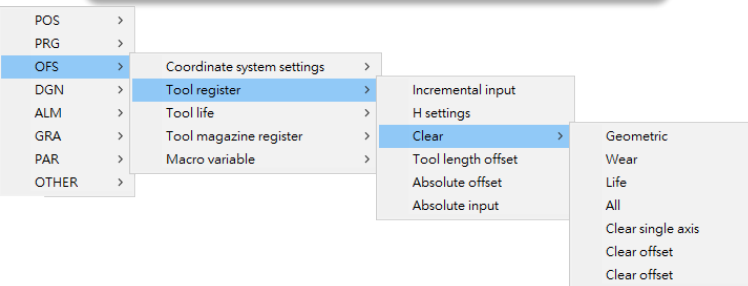 POS
PRG
OFS
DGN
ALM
GRA
PAR
OTHER
Coordinate system settings
Tool register
Tool life
Tool magazine register
Macro variable
Incremental input
H settings
Clear
Tool length offset
Absolute offset
Absolute input
Geometric
Wear
Life
All
Clear single axis
Clear offset
Clear offset